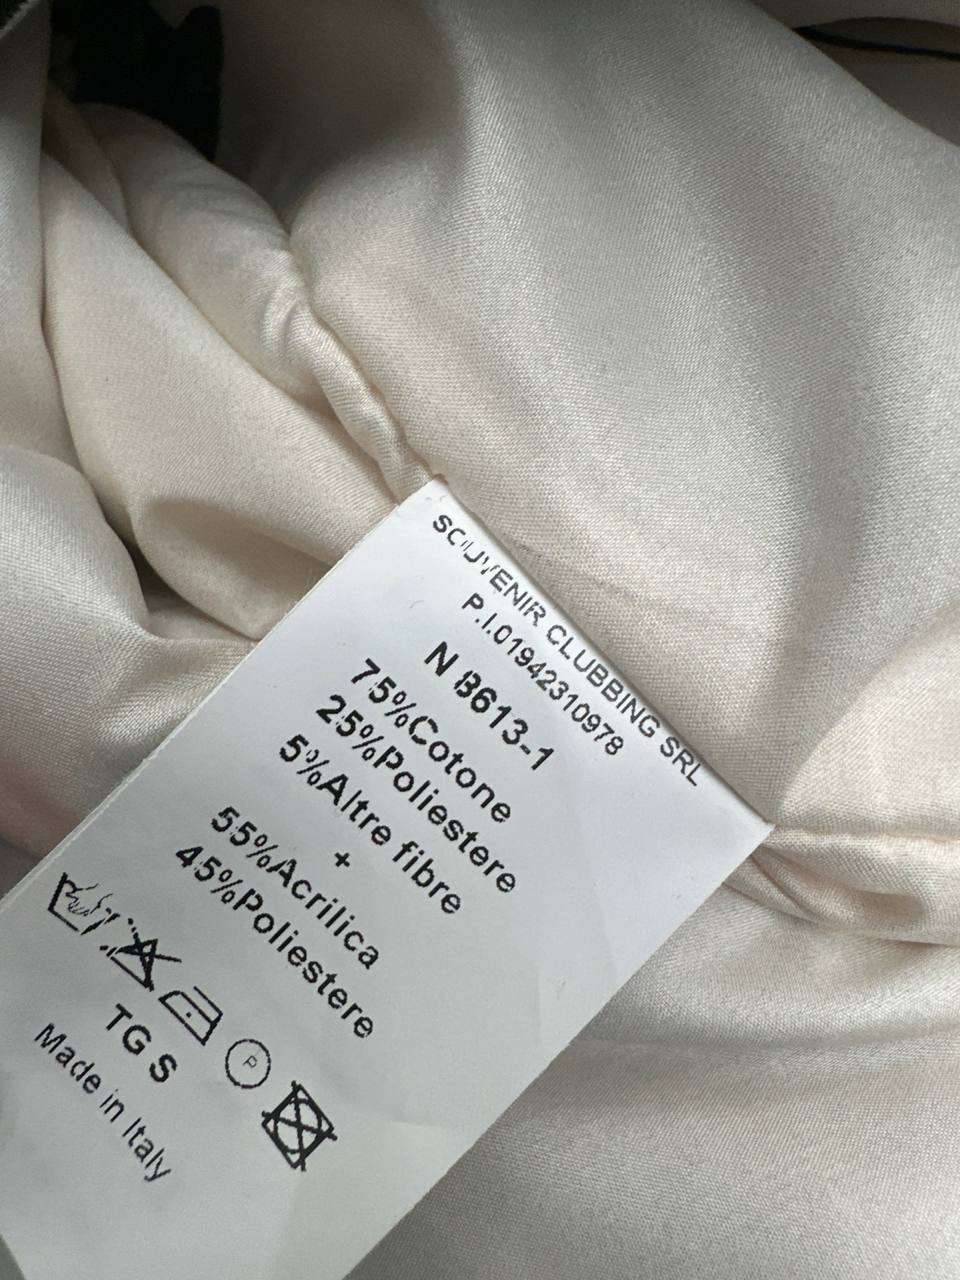 SOUVENIR CLUBBING SRL
P.I.01942310978
N B613-1
75%Cotone
25%Poliestere
5%Altre fibre
+
55%Acrilica
45%Poliestere
P
TG S
Made in Italy